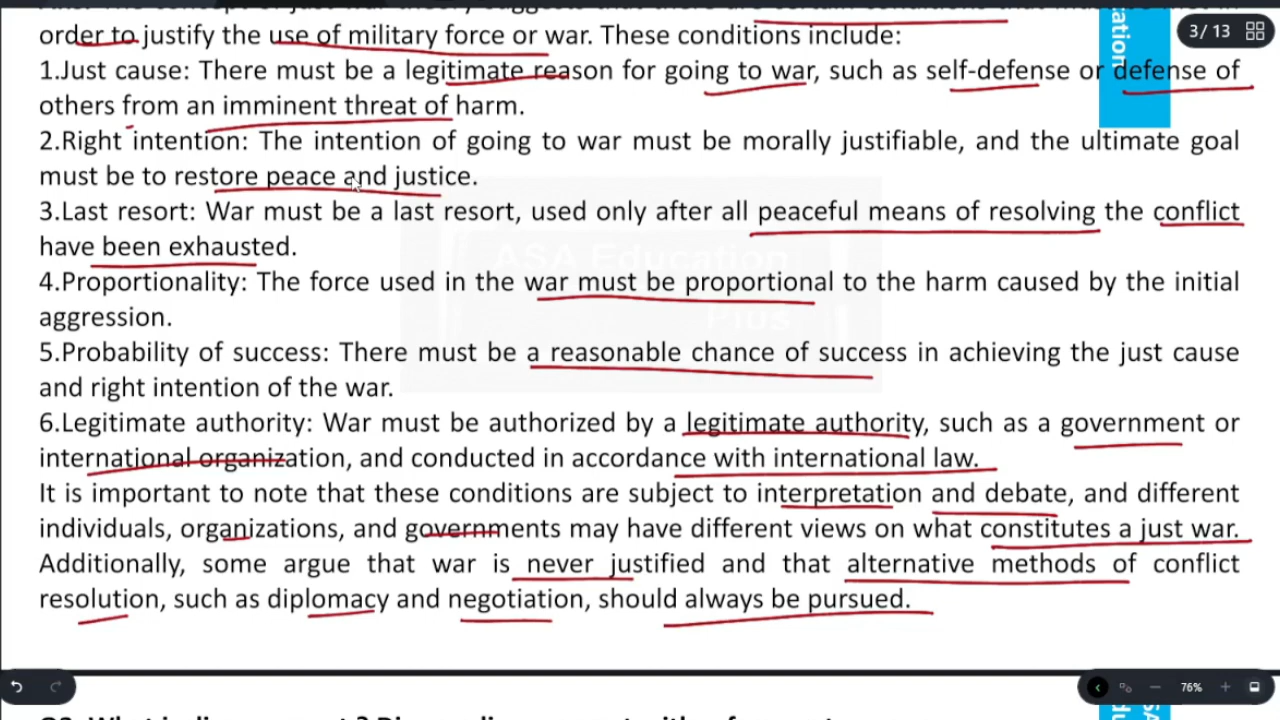 order to justify the use of military force or war. These conditions include:
1.Just cause: There must be a legitimate reason for going to war, such as self-defense or defense of
others from an imminent threat of harm.
2.Right intention: The intention of going to war must be morally justifiable, and the ultimate goal
must be to restore peace and justice.
3.Last resort: War must be a last resort, used only after all peaceful means of resolving the conflict
have been exhausted.
4.Proportionality: The force used in the war must be proportional to the harm caused by the initial
aggression.
5.Probability of success: There must be a reasonable chance of success in achieving the just cause
and right intention of the war.
6.Legitimate authority: War must be authorized by a legitimate authority, such as a government or
international organization, and conducted in accordance with international law.
It is important to note that these conditions are subject to interpretation and debate, and different
individuals, organizations, and governments may have different views on what constitutes a just war.
Additionally, some argue that war is never justified and that alternative methods of conflict
resolution, such as diplomacy and negotiation, should always be pursued.
ASA Education
Plus
ation
3/13
76%